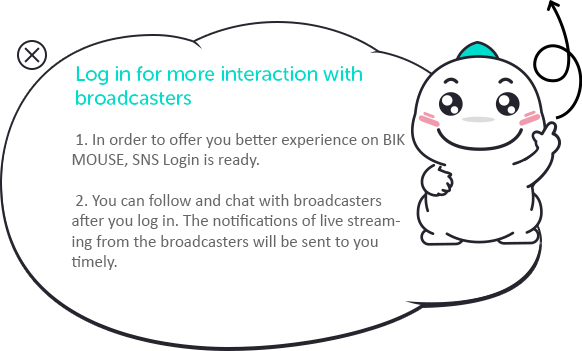 Log in for more interaction with
broadcasters
1. In order to offer you better experience on BIK
MOUSE, SNS Login is ready.
2. You can follow and chat with broadcasters
after you log in. The notifications of live stream-
ing from the broadcasters will be sent to you
timely.